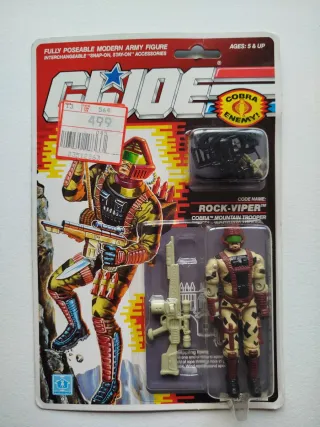 FULLY POSEABLE MODERN ARMY FIGURE
INTERCHANGEABLE "SNAP-ON, STAY-ON" ACCESSORIES
AGES: 5 & UP
G.I. JOE
COBRA
ENEMY!
499
CODE NAME:
ROCK-VIPER™
COBRA® MOUNTAIN TROOPER